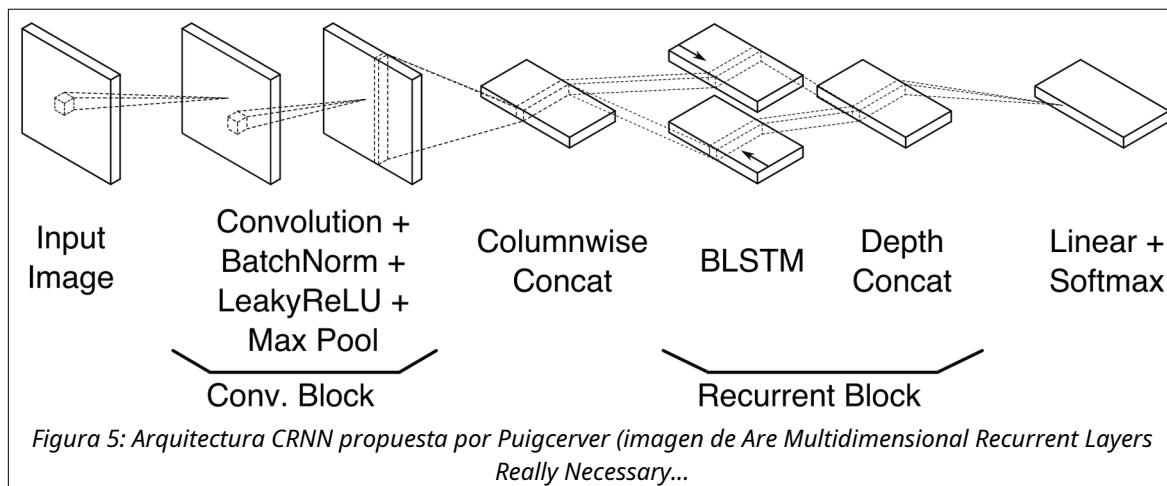 Input
Image
Convolution +
BatchNorm +
LeakyReLU +
Max Pool
Columnwise
Concat
BLSTM
Depth
Concat
Linear +
Softmax
Conv. Block
Recurrent Block
Figura 5: Arquitectura CRNN propuesta por Puigcerver (imagen de Are Multidimensional Recurrent Layers
Really Necessary...